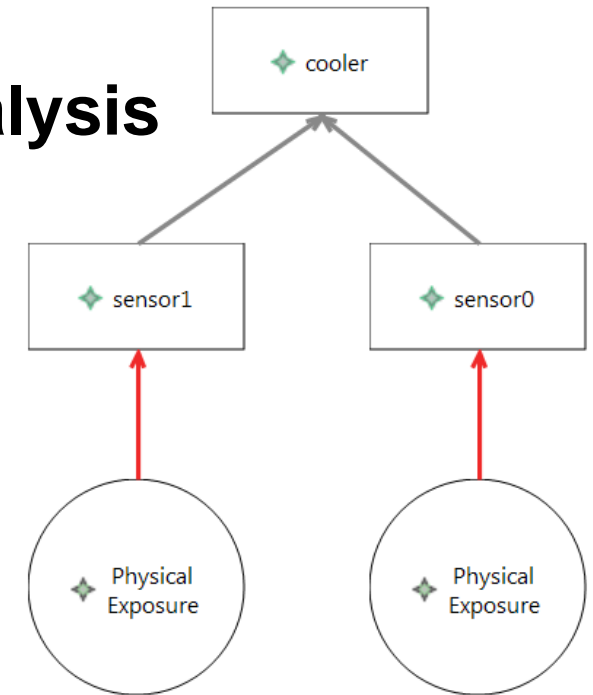 cooler
alysis
sensor1
sensor0
Physical
Exposure
Physical
Exposure